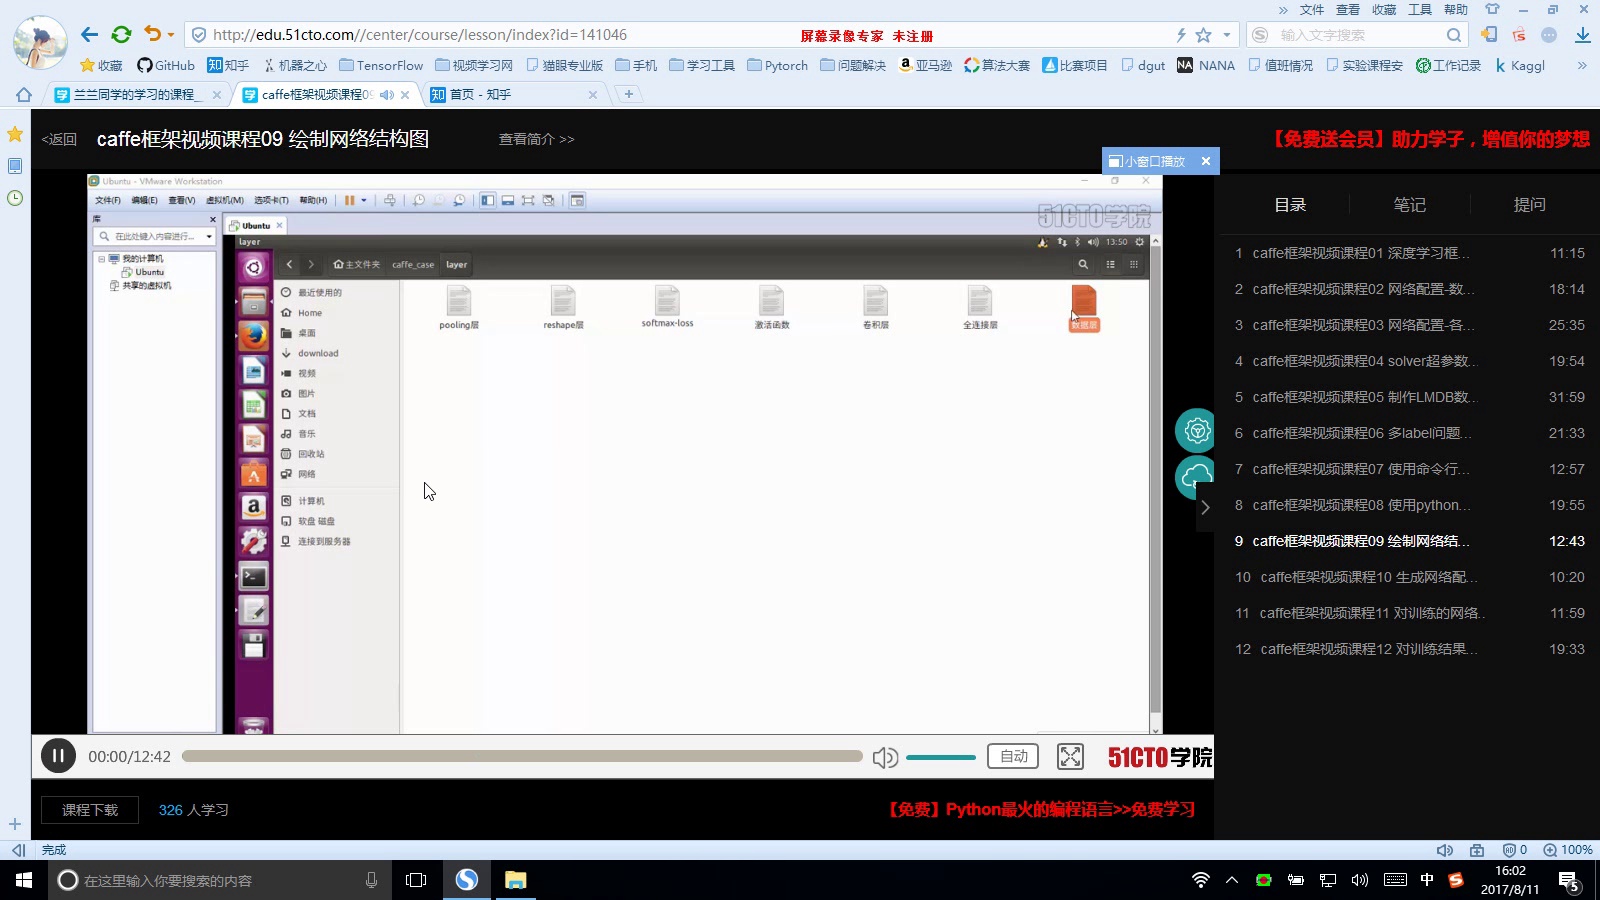 » 文件 查看 收藏 工具 帮助
http://edu.51cto.com//center/course/lesson/index?id=141046
屏幕录像专家 未注册
输入文字搜索
收藏 GitHub 知乎 机器之心 TensorFlow 视频学习网 猫眼专业版 手机 学习工具 Pytorch 问题解决 亚马逊 算法大赛 比赛项目 dgut NANA 值班情况 实验课程安 工作记录 Kaggl »
兰兰同学的学习的课程_
caffe框架视频课程09
首页 - 知乎
<返回 caffe框架视频课程09 绘制网络结构图 查看简介 >>
【免费送会员】助力学子，增值你的梦想
小窗口播放
Ubuntu - VMware Workstation
文件(F) 编辑(E) 查看(V) 虚拟机(M) 选项卡(T) 帮助(H)
51CTO学院
库
在此处键入内容进行...
我的计算机
Ubuntu
共享的虚拟机
Ubuntu
layer
13:50
主文件夹 caffe_case layer
最近使用的
Home
桌面
download
视频
图片
文档
音乐
回收站
网络
计算机
软盘 磁盘
连接到服务器
pooling层 reshape层 softmax-loss 激活函数 卷积层 全连接层 数据层
目录 笔记 提问
1 caffe框架视频课程01 深度学习框... 11:15
2 caffe框架视频课程02 网络配置-数... 18:14
3 caffe框架视频课程03 网络配置-各... 25:35
4 caffe框架视频课程04 solver超参数... 19:54
5 caffe框架视频课程05 制作LMDB数... 31:59
6 caffe框架视频课程06 多label问题... 21:33
7 caffe框架视频课程07 使用命令行... 12:57
8 caffe框架视频课程08 使用python... 19:55
9 caffe框架视频课程09 绘制网络结... 12:43
10 caffe框架视频课程10 生成网络配... 10:20
11 caffe框架视频课程11 对训练的网络.. 11:59
12 caffe框架视频课程12 对训练结果... 19:33
00:00/12:42
自动
51CTO学院
课程下载 326 人学习
【免费】Python最火的编程语言>>免费学习
完成
0 100%
在这里输入你要搜索的内容
中
16:02
2017/8/11
5